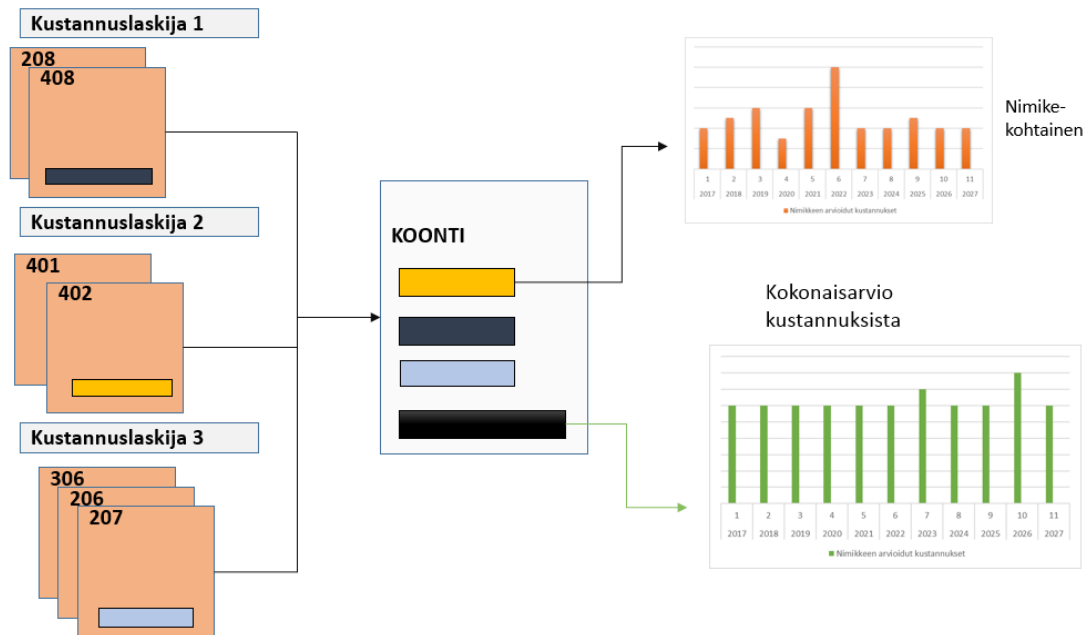 Kustannuslaskija 1
208
408
Kustannuslaskija 2
401
402
Kustannuslaskija 3
306
206
207
KOONTI
1 2 3 4 5 6 7 8 9 10 11
2017 2018 2019 2020 2021 2022 2023 2024 2025 2026 2027
Nimikkeen arvioidut kustannukset
Nimike-
kohtainen
Kokonaisarvio
kustannuksista
1 2 3 4 5 6 7 8 9 10 11
2017 2018 2019 2020 2021 2022 2023 2024 2025 2026 2027
Nimikkeen arvioidut kustannukset